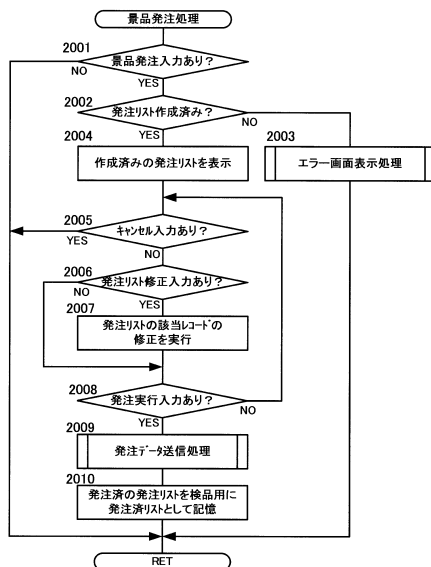 景品発注処理
2001
景品発注入力あり?
NO
YES
2002
発注リスト作成済み?
NO
YES
2004
2003
作成済みの発注リストを表示
エラー画面表示処理
2005
キャンセル入力あり?
YES
NO
2006
発注リスト修正入力あり?
NO
YES
2007
発注リストの該当レコードの
修正を実行
2008
発注実行入力あり?
NO
YES
2009
発注データ送信処理
2010
発注済の発注リストを検品用に
発注済リストとして記憶
RET